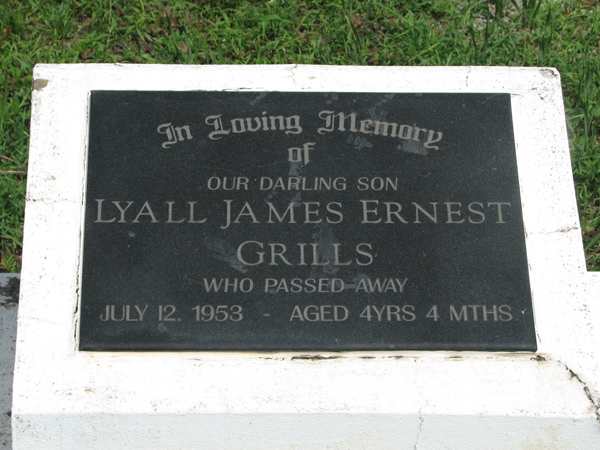 In Loving Memory
of
OUR DARLING SON
LYALL JAMES ERNEST
GRILLS
WHO PASSED AWAY
JULY 12. 1953 - AGED 4YRS 4 MTHS